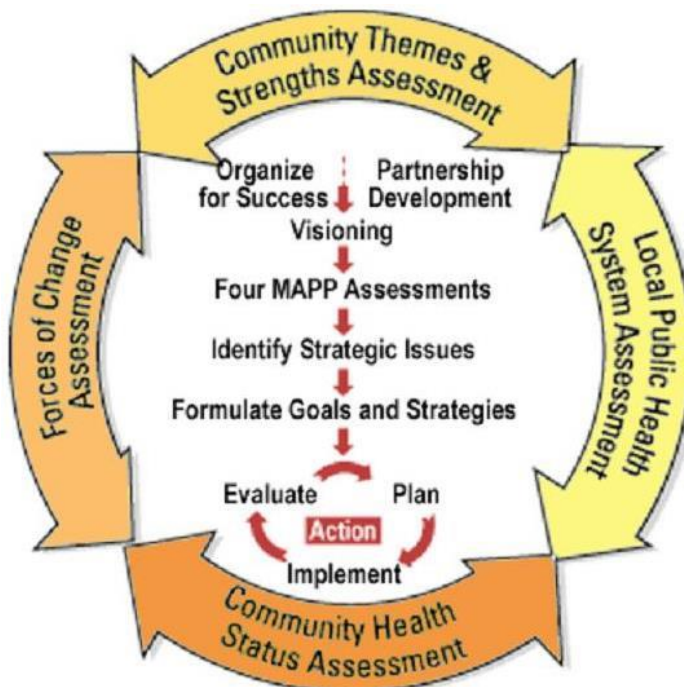 Community Themes &
Strengths Assessment
Organize
for Success
Partnership
Development
Visioning
Four MAPP Assessments
Identify Strategic Issues
Formulate Goals and Strategies
Evaluate
Plan
Action
Implement
Forces of Change
Assessment
Local Public Health
System Assessment
Community Health
Status Assessment